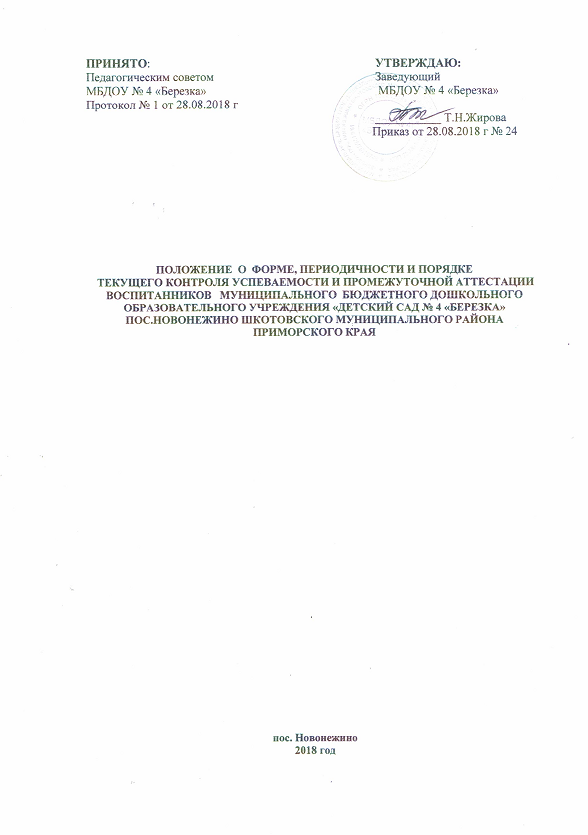 ПРИНЯТО:
Педагогическим советом
МБДОУ № 4 «Березка»
Протокол № 1 от 28.08.2018 г
УТВЕРЖДАЮ:
Заведующий
МБДОУ № 4 «Березка»
Т.Н.Жирова
Приказ от 28.08.2018 г № 24
ПОЛОЖЕНИЕ О ФОРМЕ, ПЕРИОДИЧНОСТИ И ПОРЯДКЕ
ТЕКУЩЕГО КОНТРОЛЯ УСПЕВАЕМОСТИ И ПРОМЕЖУТОЧНОЙ АТТЕСТАЦИИ
ВОСПИТАННИКОВ МУНИЦИПАЛЬНОГО БЮДЖЕТНОГО ДОШКОЛЬНОГО
ОБРАЗОВАТЕЛЬНОГО УЧРЕЖДЕНИЯ «ДЕТСКИЙ САД № 4 «БЕРЕЗКА»
ПОС.НОВОНЕЖИНО ШКОТОВСКОГО МУНИЦИПАЛЬНОГО РАЙОНА
ПРИМОРСКОГО КРАЯ
пос. Новонежино
2018 год